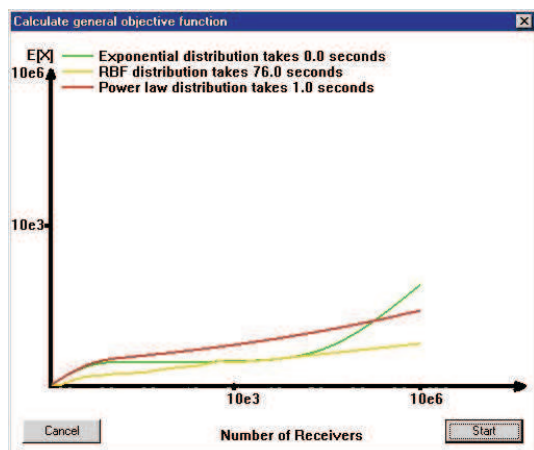 Calculate general objective function
E[X]
Exponential distribution takes 0.0 seconds
10e6
RBF distribution takes 76.0 seconds
Power law distribution takes 1.0 seconds
10e3
10e3
10e6
Cancel
Number of Receivers
Start